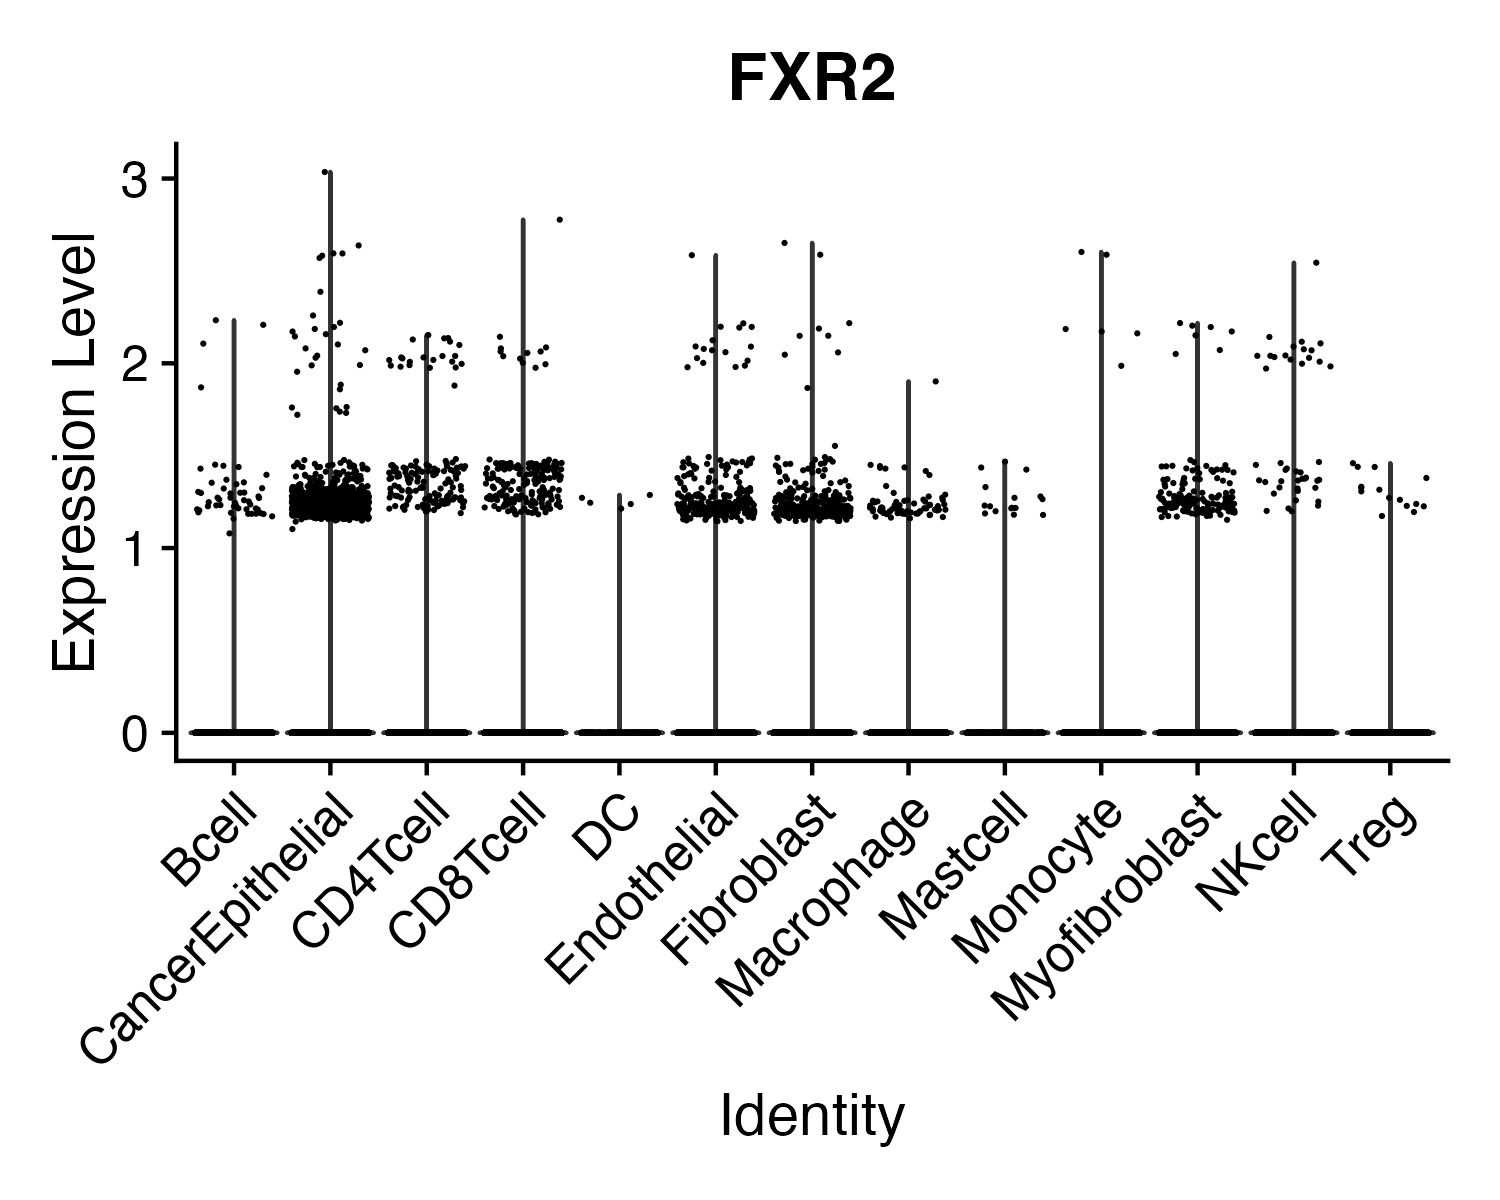 FXR2
Expression Level
3
2
1
0
Bcell
CancerEpithelial
CD4Tcell
CD8Tcell
DC
Endothelial
Fibroblast
Macrophage
Mastcell
Monocyte
Myofibroblast
NKcell
Treg
Identity